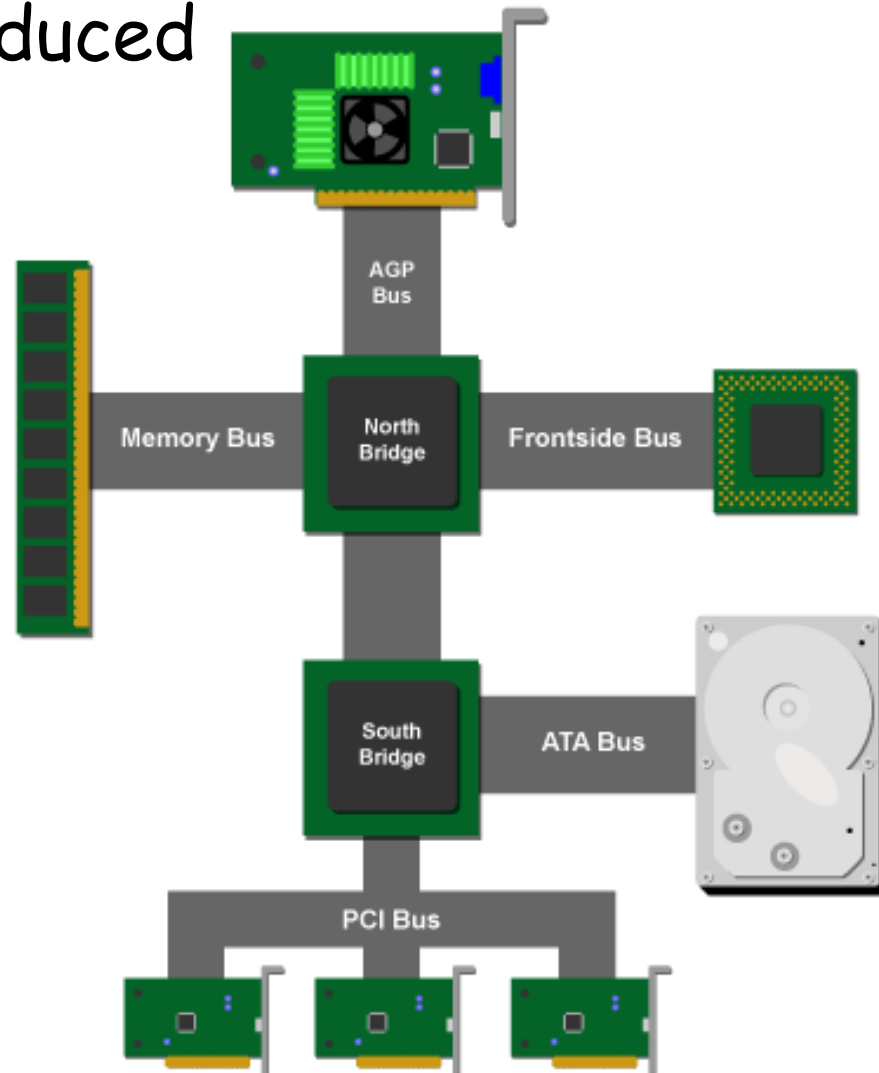 duced
AGP
Bus
Memory Bus
North
Bridge
Frontside Bus
South
Bridge
ATA Bus
PCI Bus